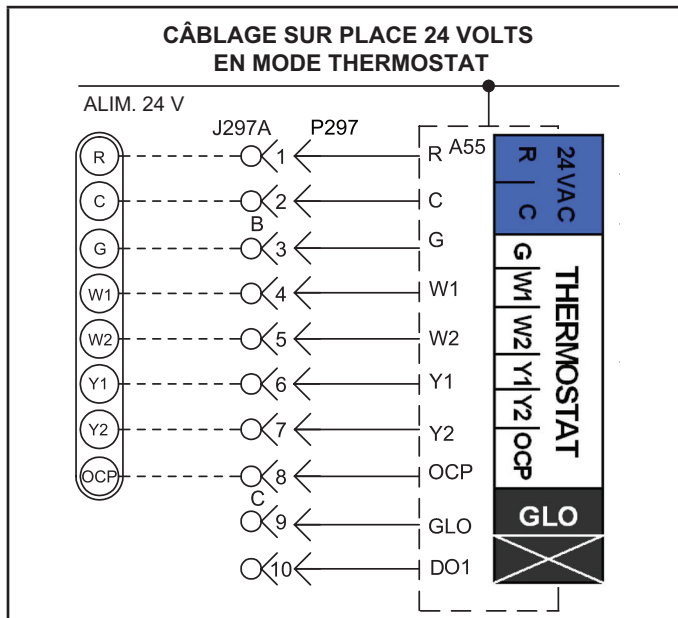 CÂBLAGE SUR PLACE 24 VOLTS
EN MODE THERMOSTAT
ALIM. 24 V
J297A P297
R 1 R A55
C 2 C
B
G 3 G
W1 4 W1
W2 5 W2
Y1 6 Y1
Y2 7 Y2
OCP 8 OCP
C
9 GLO
10 DO1
24VAC
R C
THERMOSTAT
G W1 W2 Y1 Y2 OCP
GLO